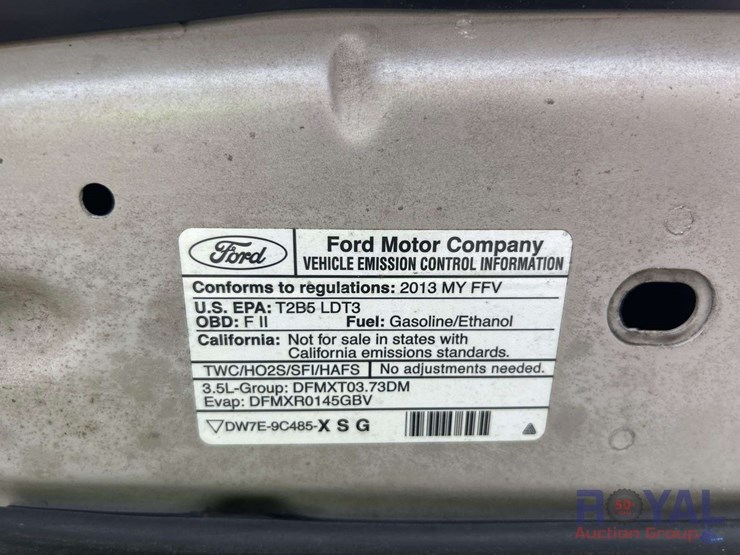 Ford
Ford Motor Company
VEHICLE EMISSION CONTROL INFORMATION
Conforms to regulations: 2013 MY FFV
U.S. EPA: T2B5 LDT3
OBD: F II Fuel: Gasoline/Ethanol
California: Not for sale in states with
California emissions standards.
TWC/HO2S/SFI/HAFS No adjustments needed.
3.5L-Group: DFMXT03.73DM
Evap: DFMXR0145GBV
▽DW7E-9C485-X S G
ROYAL
Auction Group